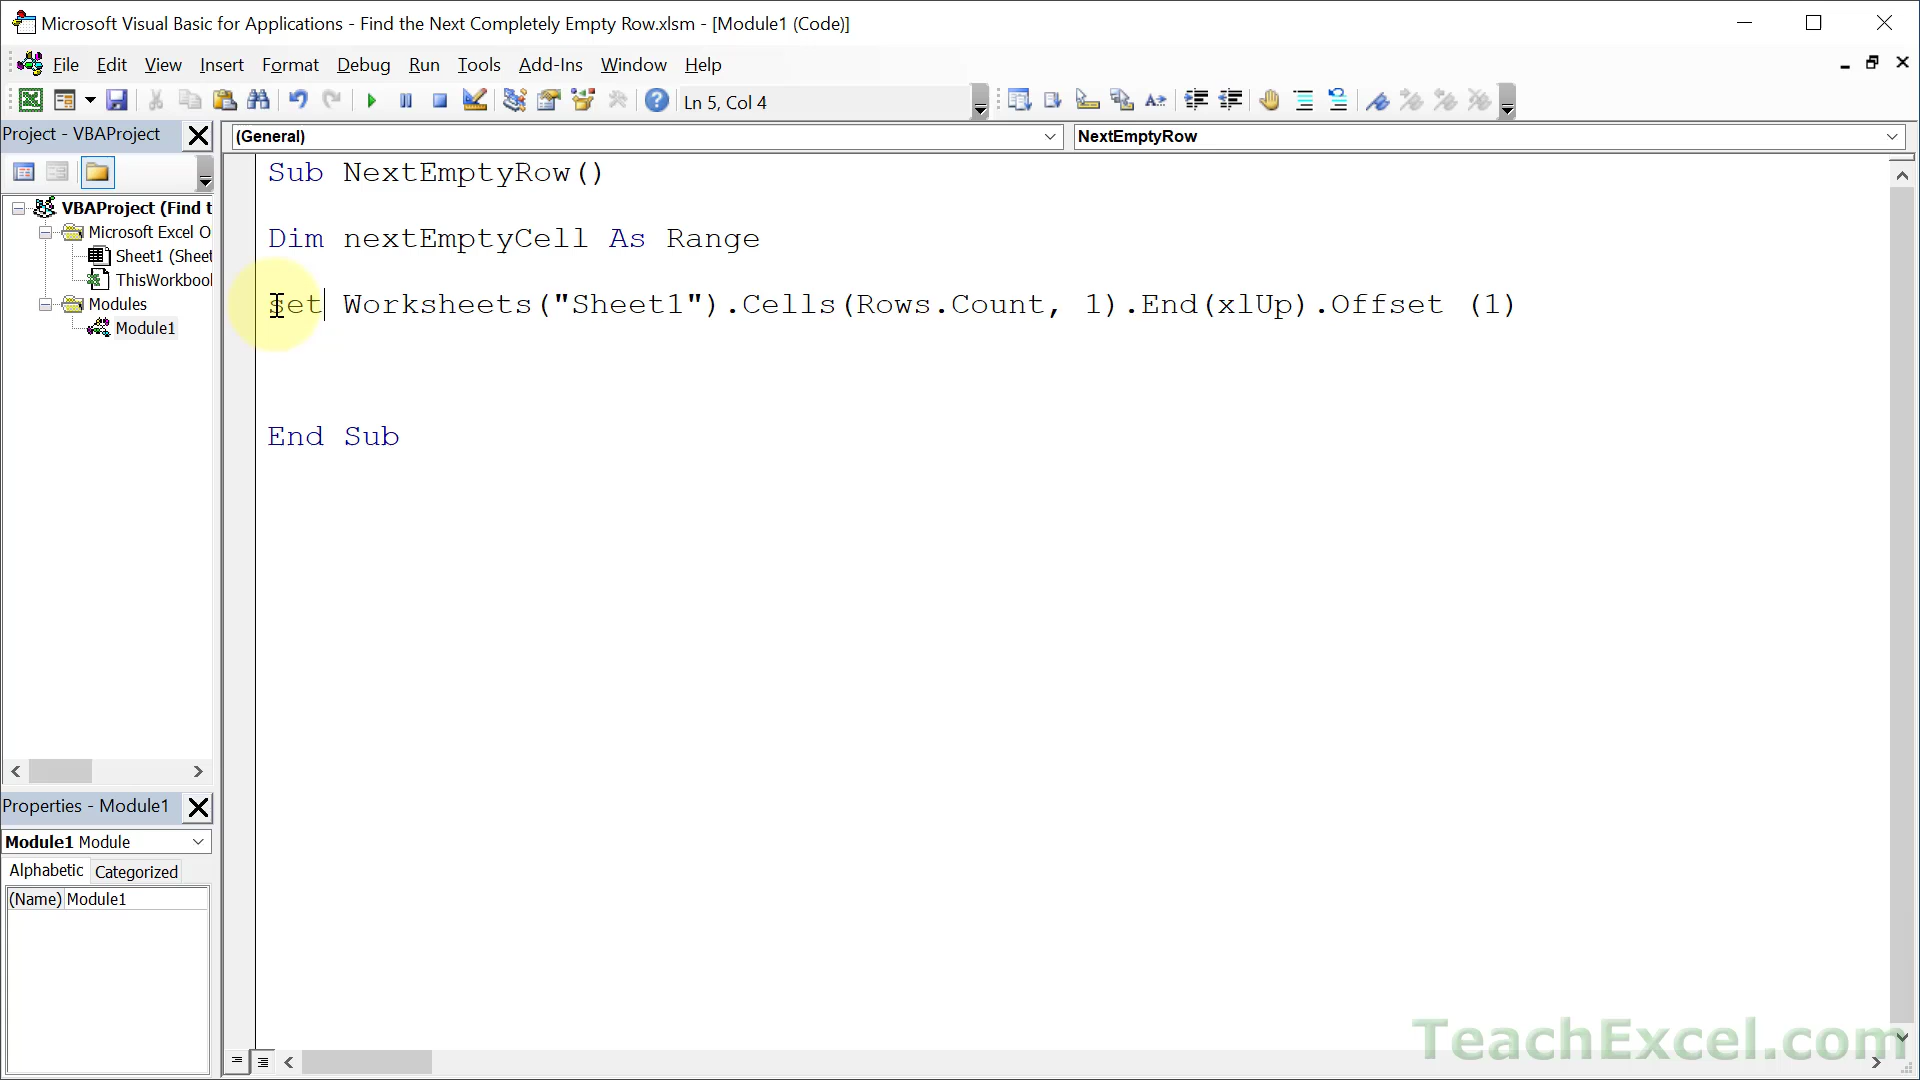 Microsoft Visual Basic for Applications - Find the Next Completely Empty Row.xlsm - [Module1 (Code)]
File Edit View Insert Format Debug Run Tools Add-Ins Window Help
Ln 5, Col 4
Project - VBAProject
(General)
NextEmptyRow
VBAProject (Find t
Microsoft Excel O
Sheet1 (Sheet
ThisWorkbool
Modules
Module1
Sub NextEmptyRow()
Dim nextEmptyCell As Range
set Worksheets("Sheet1").Cells(Rows.Count, 1).End(xlUp).Offset (1)
End Sub
Properties - Module1
Module1 Module
Alphabetic Categorized
(Name) Module1
TeachExcel.com